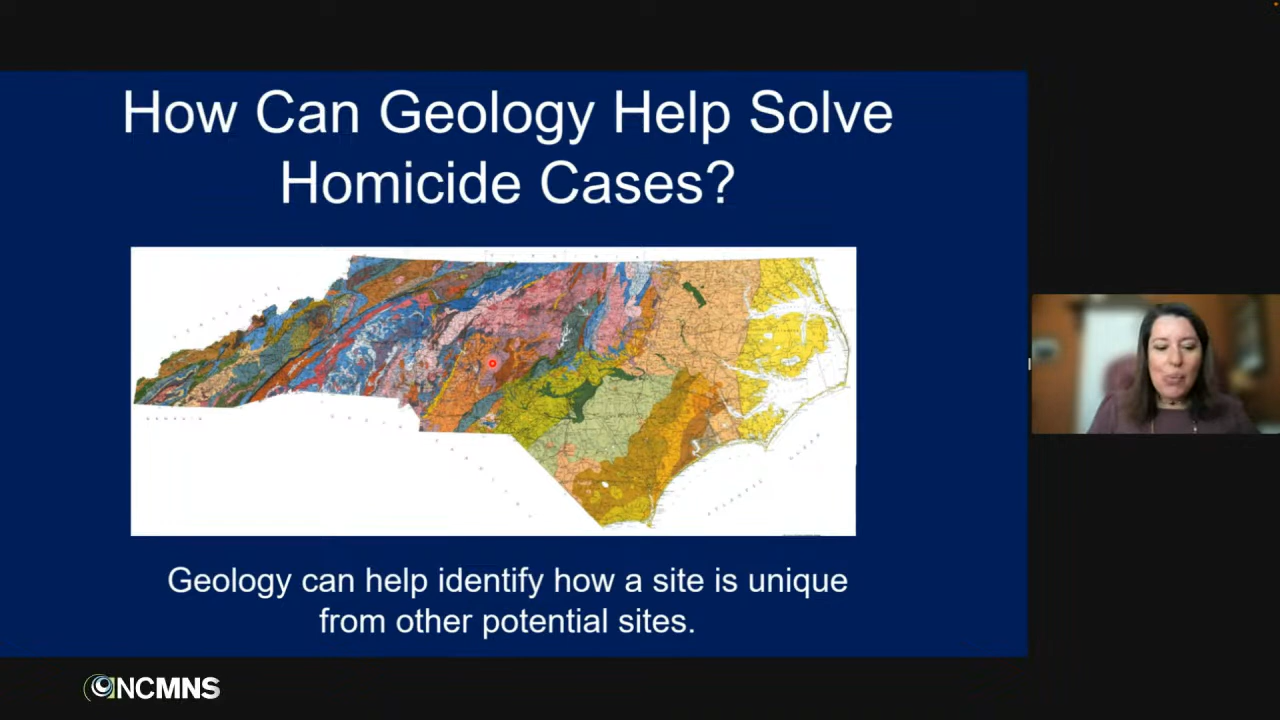 How Can Geology Help Solve
Homicide Cases?
Geology can help identify how a site is unique
from other potential sites.
NCMNS